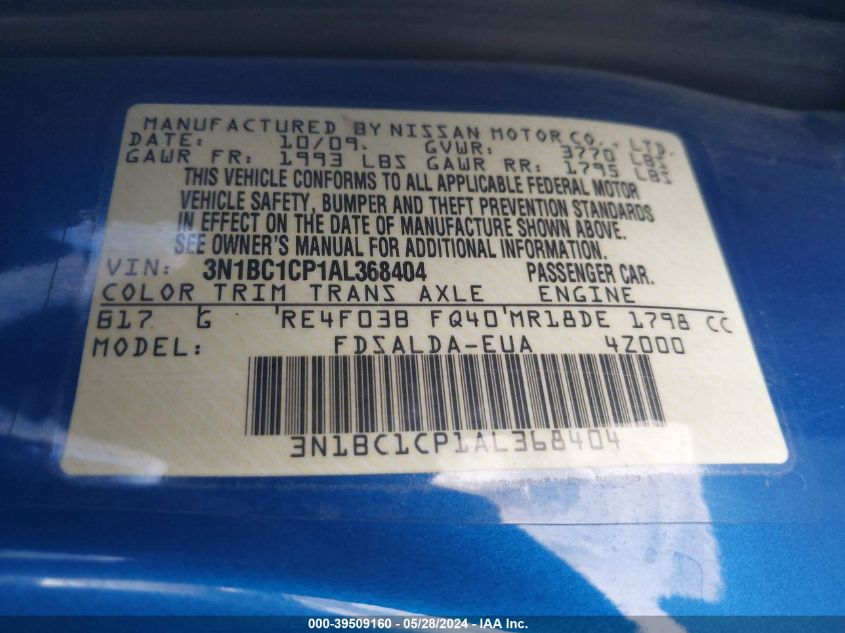 MANUFACTURED BY NISSAN MOTOR CO., LTD.
DATE: 10/09. GVWR: 3770 LBS
GAWR FR: 1993 LBS GAWR RR: 1795 LBS
THIS VEHICLE CONFORMS TO ALL APPLICABLE FEDERAL MOTOR
VEHICLE SAFETY, BUMPER AND THEFT PREVENTION STANDARDS
IN EFFECT ON THE DATE OF MANUFACTURE SHOWN ABOVE.
SEE OWNER'S MANUAL FOR ADDITIONAL INFORMATION.
VIN: 3N1BC1CP1AL368404 PASSENGER CAR.
COLOR TRIM TRANS AXLE ENGINE
B17 G RE4F03B FQ40 MR18DE 1798 CC
MODEL: FDSALDA-EUA 4Z000
3N1BC1CP1AL368404
000-39509160 - 05/28/2024 - IAA, Inc.